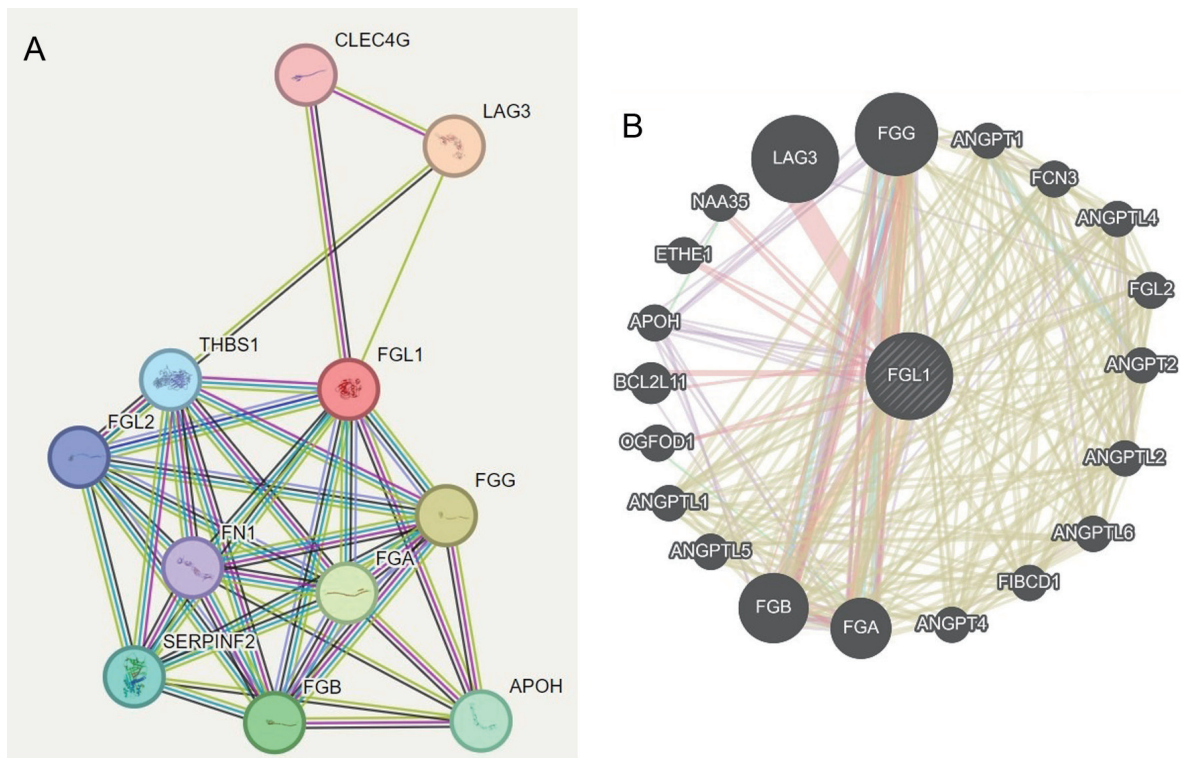 A
CLEC4G
LAG3
THBS1
FGL1
FGL2
FGG
FN1
FGA
SERPINF2
FGB
APOH
B
FGG
LAG3
ANGPT1
FCN3
NAA35
ANGPTL4
ETHE1
FGL2
APOH
ANGPT2
FGL1
BCL2L11
OGFOD1
ANGPTL2
ANGPTL1
ANGPTL6
ANGPTL5
FIBCD1
FGB
FGA
ANGPT4